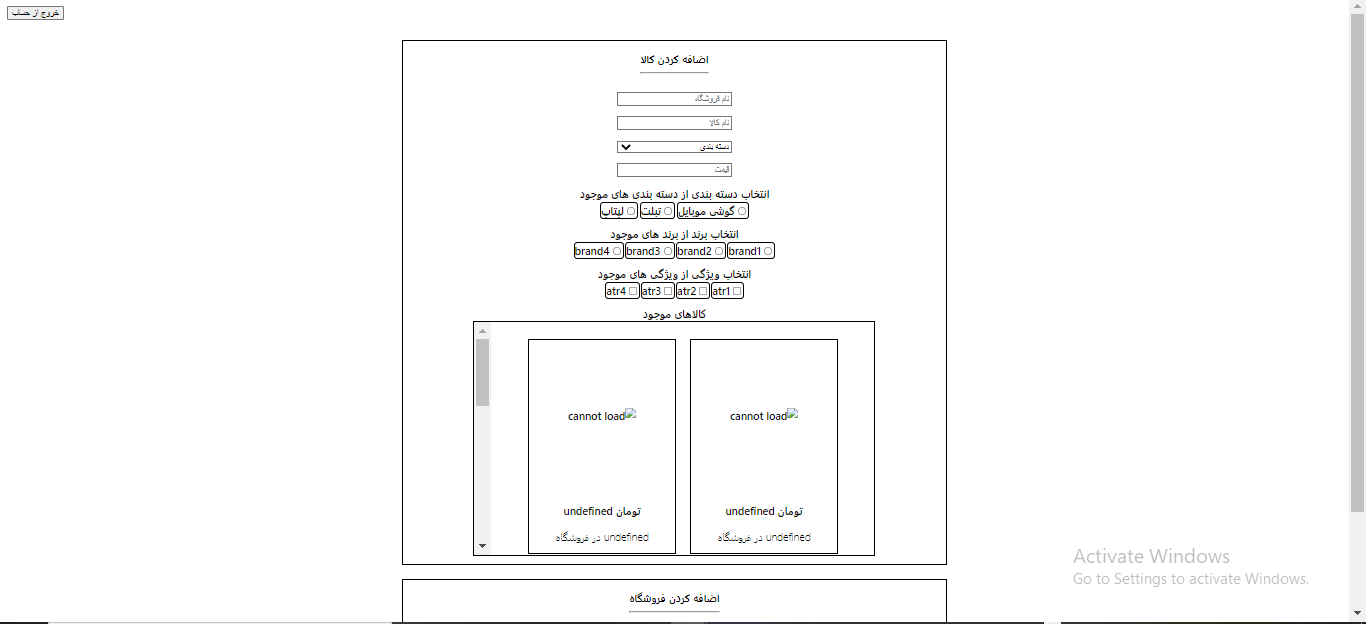 خروج از حساب
اضافه کردن کالا
نام فروشگاه
نام کالا
دسته بندی
قیمت
انتخاب دسته بندی از دسته بندی های موجود
گوشی موبایل تبلت لپتاپ
انتخاب برند از برند های موجود
brand1 brand2 brand3 brand4
انتخاب ویژگی از ویژگی های موجود
atr1 atr2 atr3 atr4
کالاهای موجود
cannot load cannot load
undefined تومان undefined تومان
undefined در فروشگاه undefined در فروشگاه
اضافه کردن فروشگاه
Activate Windows
Go to Settings to activate Windows.